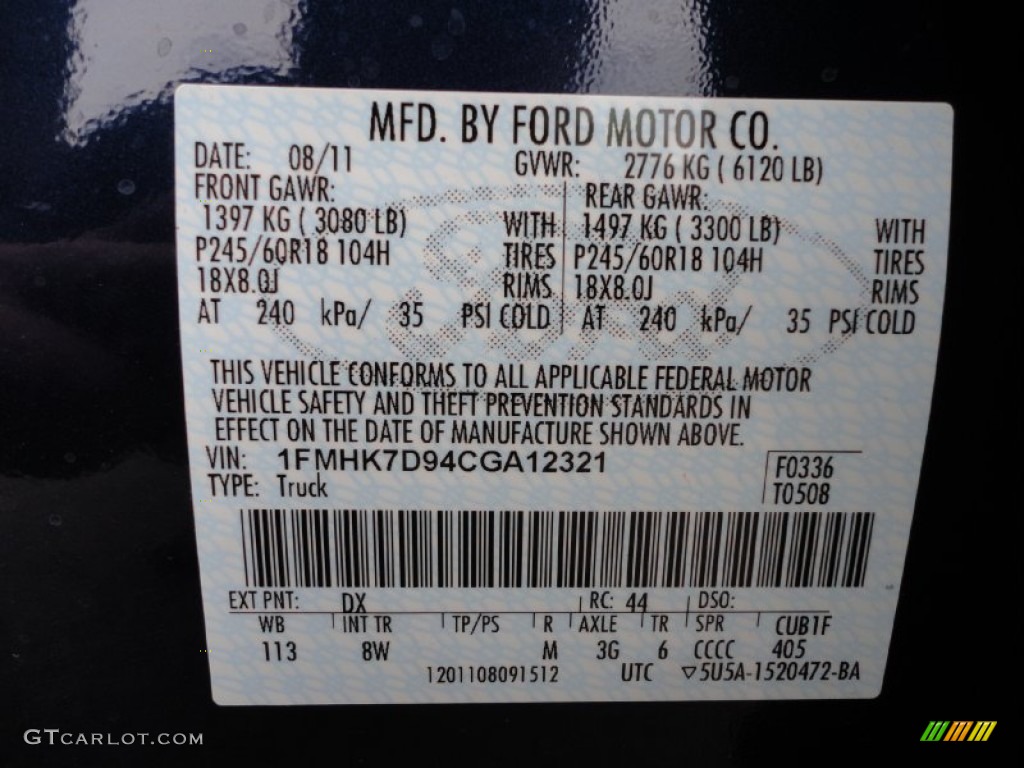 MFD. BY FORD MOTOR CO.
DATE: 08/11 GVWR: 2776 KG ( 6120 LB)
FRONT GAWR: REAR GAWR:
1397 KG ( 3080 LB) WITH 1497 KG ( 3300 LB) WITH
P245/60R18 104H TIRES P245/60R18 104H TIRES
18X8.0J RIMS 18X8.0J RIMS
AT 240 kPa/ 35 PSI COLD AT 240 kPa/ 35 PSI COLD
THIS VEHICLE CONFORMS TO ALL APPLICABLE FEDERAL MOTOR
VEHICLE SAFETY AND THEFT PREVENTION STANDARDS IN
EFFECT ON THE DATE OF MANUFACTURE SHOWN ABOVE.
VIN: 1FMHK7D94CGA12321 F0336
TYPE: Truck T0508
EXT PNT: DX RC: 44 DSO:
WB INT TR TP/PS R AXLE TR SPR CUB1F
113 8W M 3G 6 CCCC 405
1201108091512 UTC ▽5U5A-1520472-BA
GTCARLOT.COM